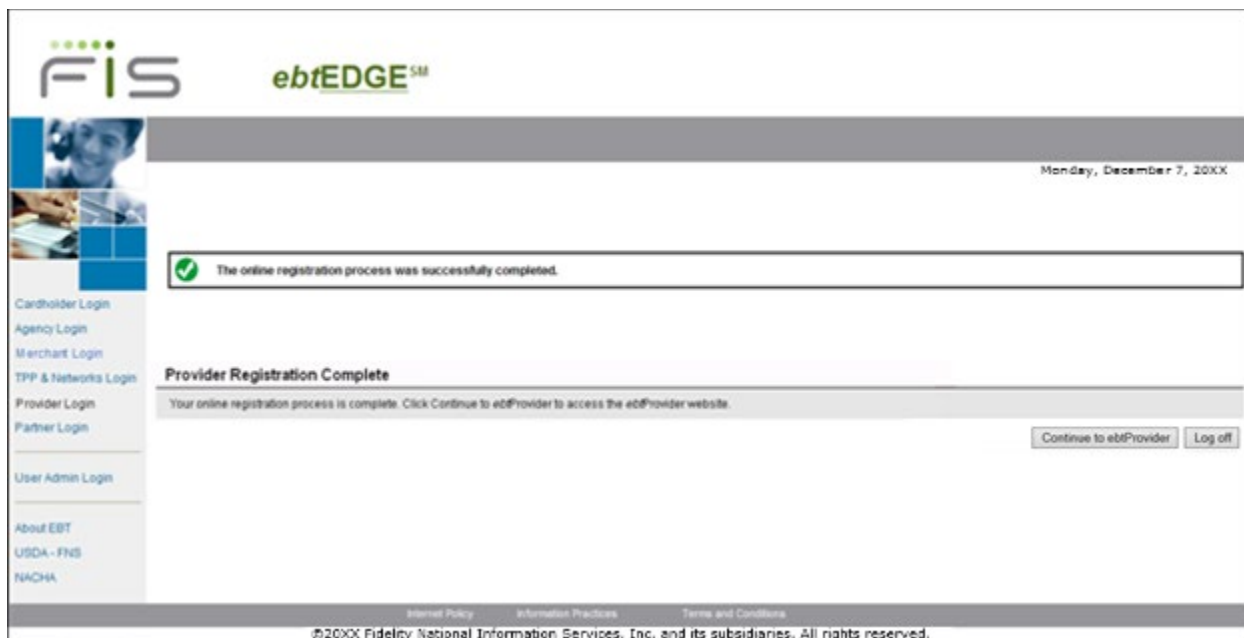 FIS
ebtEDGE℠
Monday, December 7, 20XX
The online registration process was successfully completed.
Cardholder Login
Agency Login
Merchant Login
TPP & Networks Login
Provider Login
Partner Login
User Admin Login
About EBT
USDA - FNS
NACHA
Provider Registration Complete
Your online registration process is complete. Click Continue to ebtProvider to access the ebtProvider website.
Continue to ebtProvider Log off
Internet Policy Information Practices Terms and Conditions
©20XX Fidelity National Information Services, Inc. and its subsidiaries. All rights reserved.